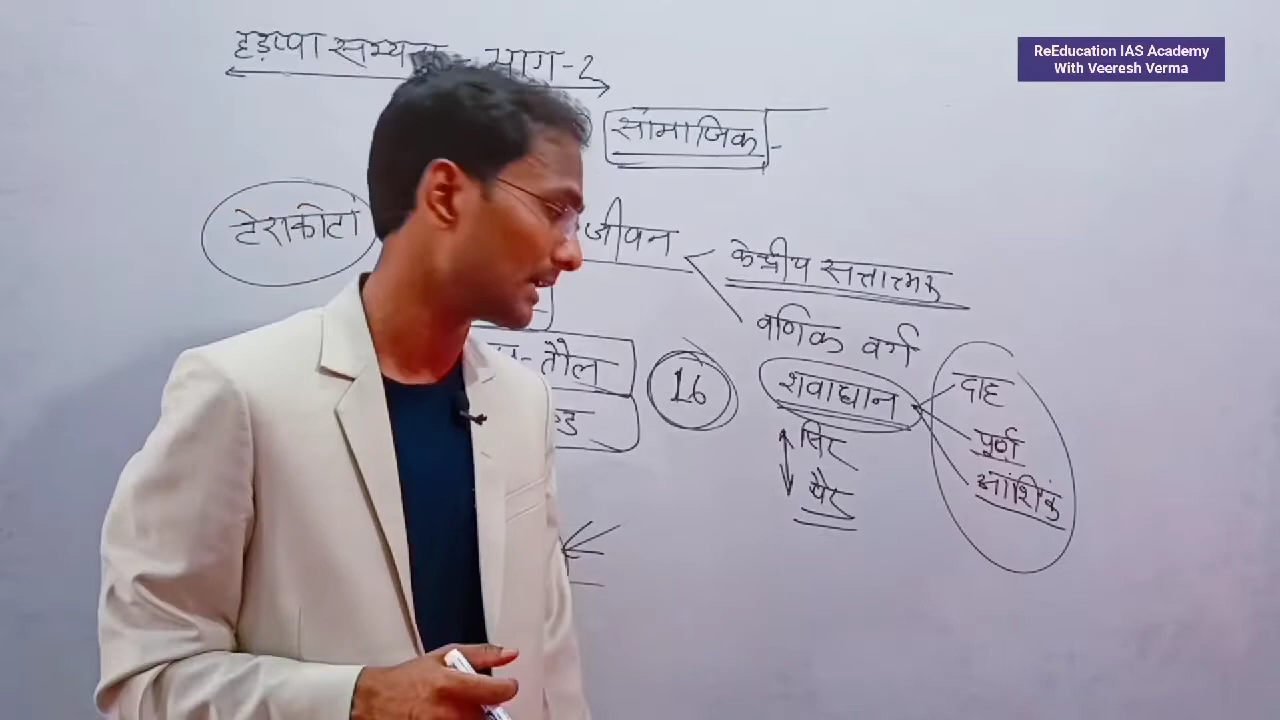 ReEducation IAS Academy
With Veeresh Verma
हड़प्पा सभ्यता - भाग-2
सामाजिक -
टेराकोटा
जीवन
केन्द्रीय सत्तात्मक
वणिक वर्ग
तौल
16
शवाधान
दाह
पूर्ण
आंशिक
सिर
पैर